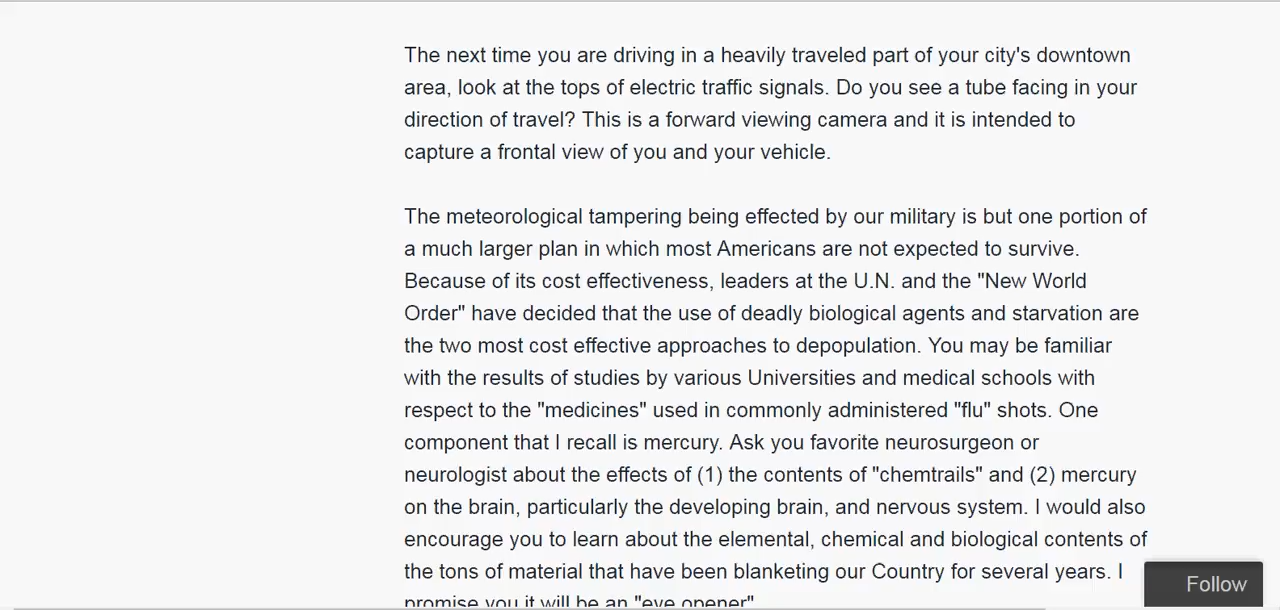 The next time you are driving in a heavily traveled part of your city's downtown
area, look at the tops of electric traffic signals. Do you see a tube facing in your
direction of travel? This is a forward viewing camera and it is intended to
capture a frontal view of you and your vehicle.
The meteorological tampering being effected by our military is but one portion of
a much larger plan in which most Americans are not expected to survive.
Because of its cost effectiveness, leaders at the U.N. and the "New World
Order" have decided that the use of deadly biological agents and starvation are
the two most cost effective approaches to depopulation. You may be familiar
with the results of studies by various Universities and medical schools with
respect to the "medicines" used in commonly administered "flu" shots. One
component that I recall is mercury. Ask you favorite neurosurgeon or
neurologist about the effects of (1) the contents of "chemtrails" and (2) mercury
on the brain, particularly the developing brain, and nervous system. I would also
encourage you to learn about the elemental, chemical and biological contents of
the tons of material that have been blanketing our Country for several years. I
promise you it will be an "eye opener"
Follow